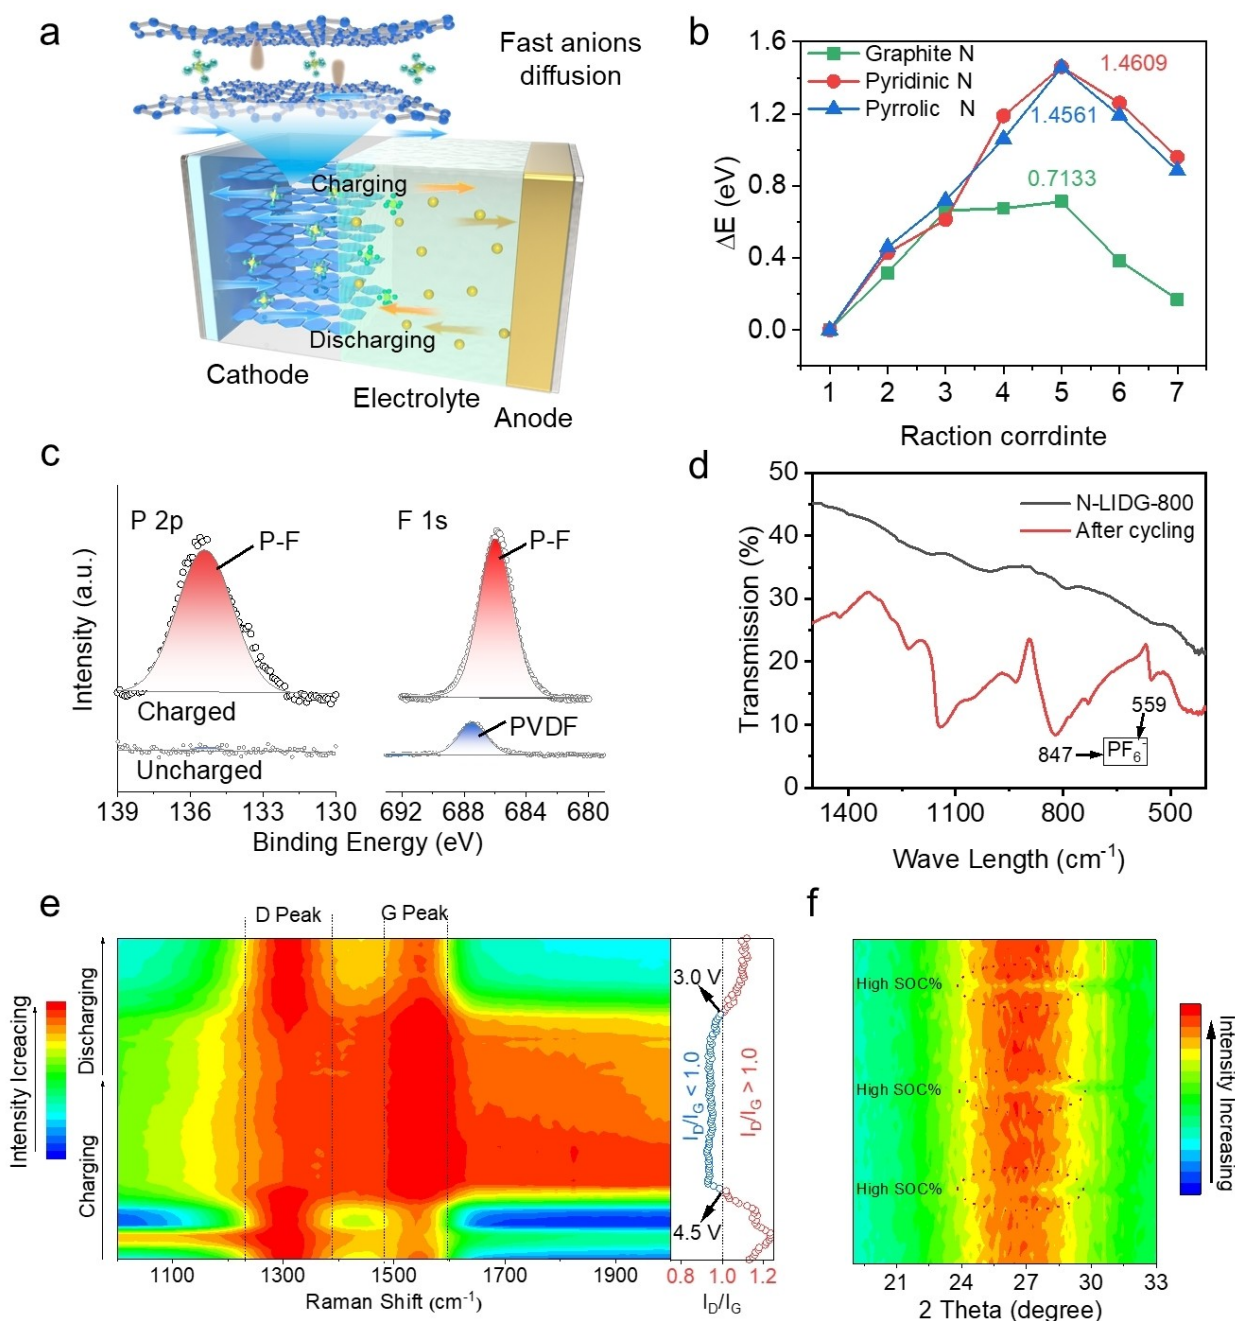 a
Fast anions
diffusion
Charging
Discharging
Cathode
Electrolyte
Anode
b
Graphite N
Pyridinic N
Pyrrolic N
1.4609
1.4561
0.7133
1.6
1.2
0.8
0.4
0.0
ΔE (eV)
1 2 3 4 5 6 7
Raction corrdinte
c
P 2p
P-F
F 1s
P-F
Charged
PVDF
Uncharged
Intensity (a.u.)
139 136 133 130 692 688 684 680
Binding Energy (eV)
d
N-LIDG-800
After cycling
559
847
PF6-
50
40
30
20
10
0
Transmission (%)
1400 1100 800 500
Wave Length (cm-1)
e
D Peak
G Peak
Intensity Icreacing
Discharging
Charging
3.0 V
4.5 V
ID/IG < 1.0
ID/IG > 1.0
1100 1300 1500 1700 1900
0.8 1.0 1.2
Raman Shift (cm-1)
ID/IG
f
High SOC%
High SOC%
High SOC%
Intensity Increasing
21 24 27 30 33
2 Theta (degree)